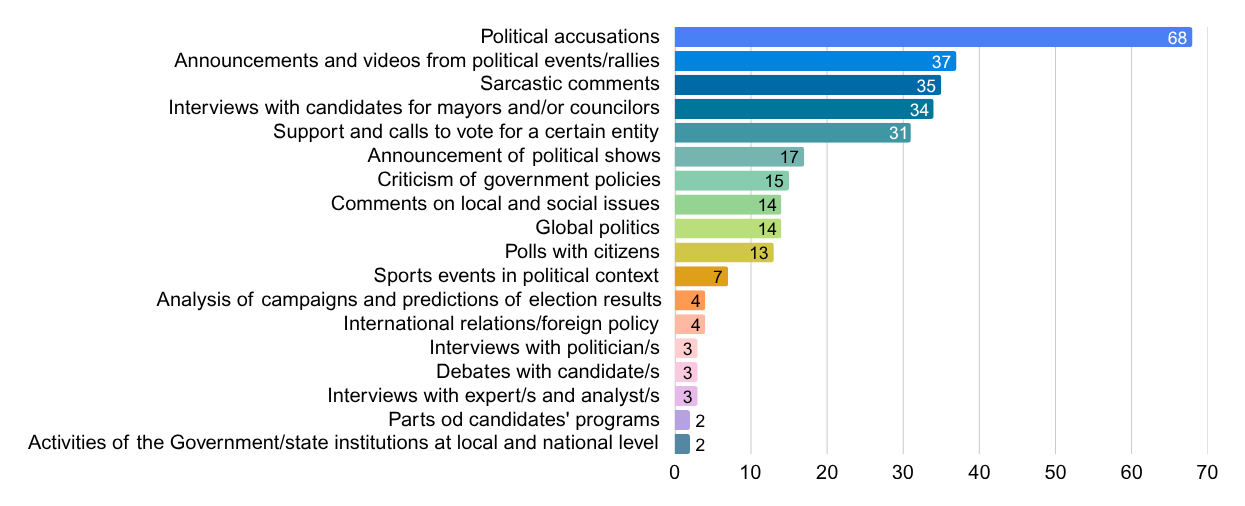 Political accusations 68
Announcements and videos from political events/rallies 37
Sarcastic comments 35
Interviews with candidates for mayors and/or councilors 34
Support and calls to vote for a certain entity 31
Announcement of political shows 17
Criticism of government policies 15
Comments on local and social issues 14
Global politics 14
Polls with citizens 13
Sports events in political context 7
Analysis of campaigns and predictions of election results 4
International relations/foreign policy 4
Interviews with politician/s 3
Debates with candidate/s 3
Interviews with expert/s and analyst/s 3
Parts od candidates' programs 2
Activities of the Government/state institutions at local and national level 2
0 10 20 30 40 50 60 70